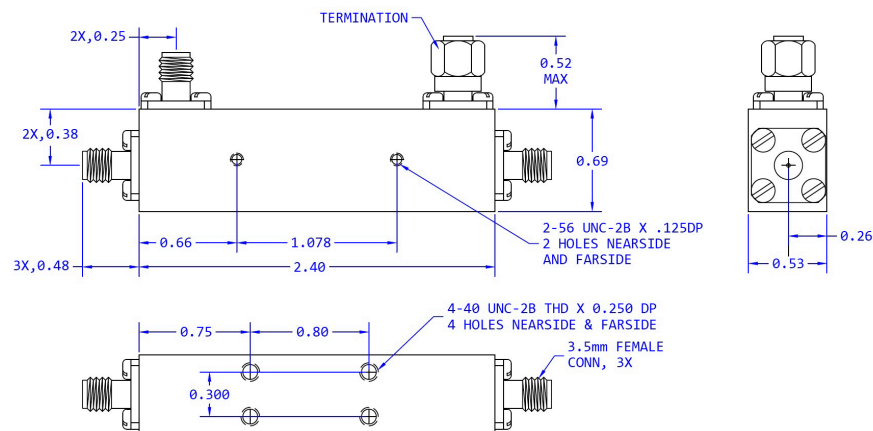 TERMINATION
2X,0.25
0.52
MAX
2X,0.38
0.69
2-56 UNC-2B X .125DP
2 HOLES NEARSIDE
AND FARSIDE
0.66
1.078
0.26
3X,0.48
2.40
0.53
4-40 UNC-2B THD X 0.250 DP
4 HOLES NEARSIDE & FARSIDE
0.75
0.80
3.5mm FEMALE
CONN, 3X
0.300